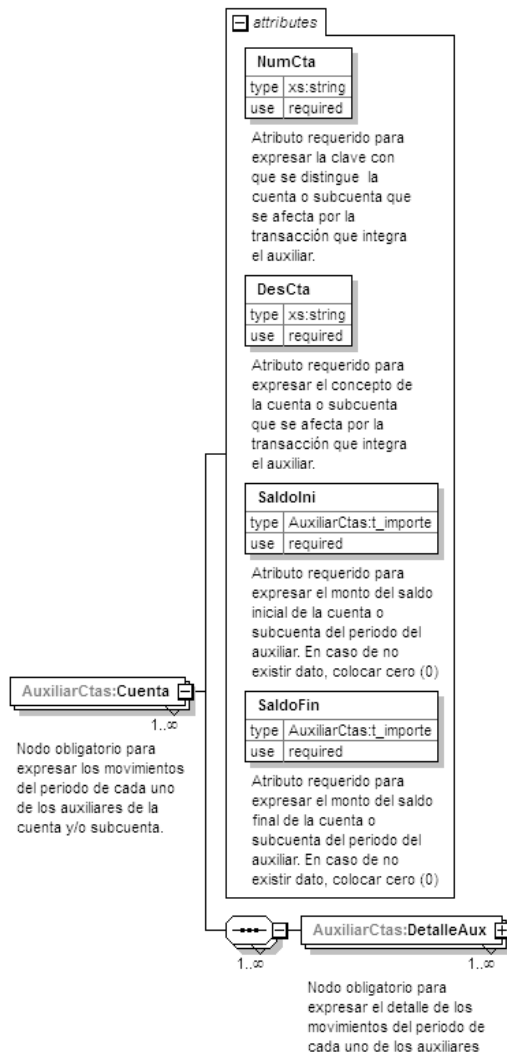 attributes
NumCta
type xs:string
use required
Atributo requerido para
expresar la clave con
que se distingue la
cuenta o subcuenta que
se afecta por la
transacción que integra
el auxiliar.
DesCta
type xs:string
use required
Atributo requerido para
expresar el concepto de
la cuenta o subcuenta
que se afecta por la
transacción que integra
el auxiliar.
SaldoIni
type AuxiliarCtas:t_importe
use required
Atributo requerido para
expresar el monto del saldo
inicial de la cuenta o
subcuenta del periodo del
auxiliar. En caso de no
existir dato, colocar cero (0)
AuxiliarCtas:Cuenta
1..∞
Nodo obligatorio para
expresar los movimientos
del periodo de cada uno
de los auxiliares de la
cuenta y/o subcuenta.
SaldoFin
type AuxiliarCtas:t_importe
use required
Atributo requerido para
expresar el monto del saldo
final de la cuenta o
subcuenta del periodo del
auxiliar. En caso de no
existir dato, colocar cero (0)
1..∞
AuxiliarCtas:DetalleAux
1..∞
Nodo obligatorio para
expresar el detalle de los
movimientos del periodo de
cada uno de los auxiliares